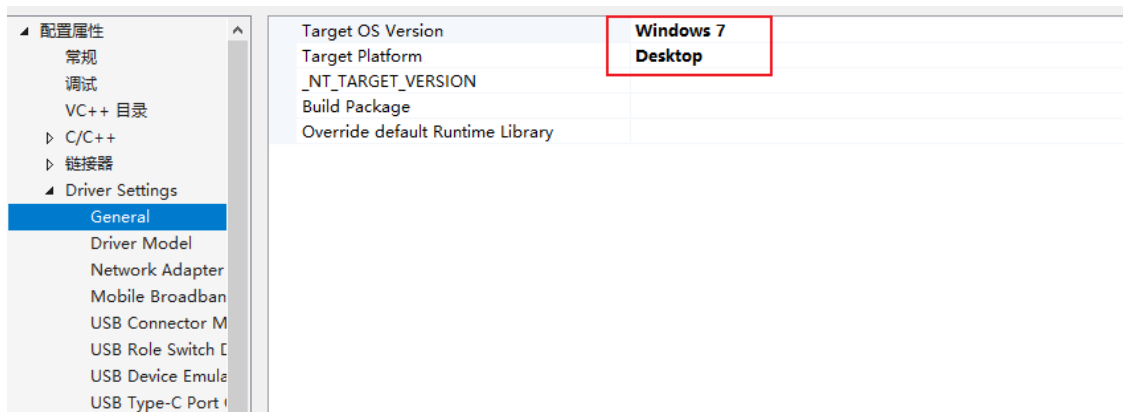 配置属性
常规
调试
VC++ 目录
C/C++
链接器
Driver Settings
General
Driver Model
Network Adapter
Mobile Broadban
USB Connector M
USB Role Switch D
USB Device Emula
USB Type-C Port
Target OS Version Windows 7
Target Platform Desktop
_NT_TARGET_VERSION
Build Package
Override default Runtime Library